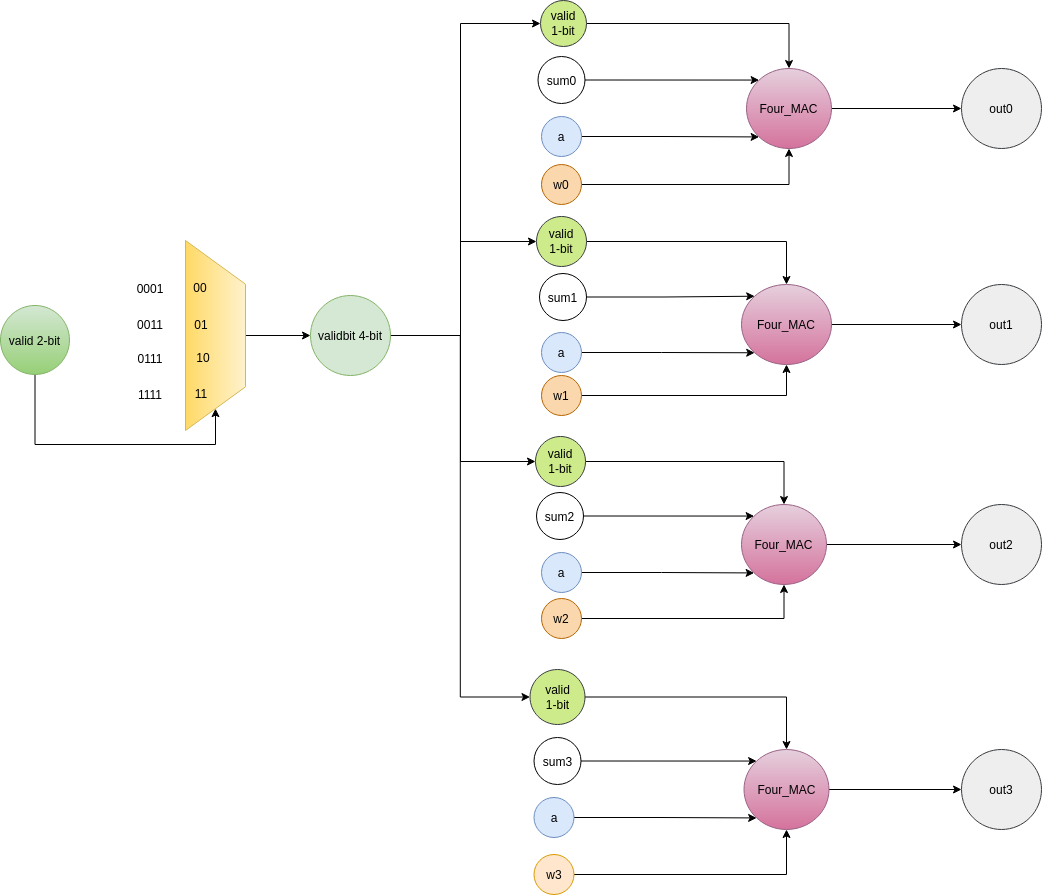 valid
1-bit
sum0
Four_MAC
out0
a
w0
valid
1-bit
0001
00
sum1
0011
01
Four_MAC
out1
valid 2-bit
validbit 4-bit
0111
10
a
1111
11
w1
valid
1-bit
sum2
Four_MAC
out2
a
w2
valid
1-bit
sum3
Four_MAC
out3
a
w3